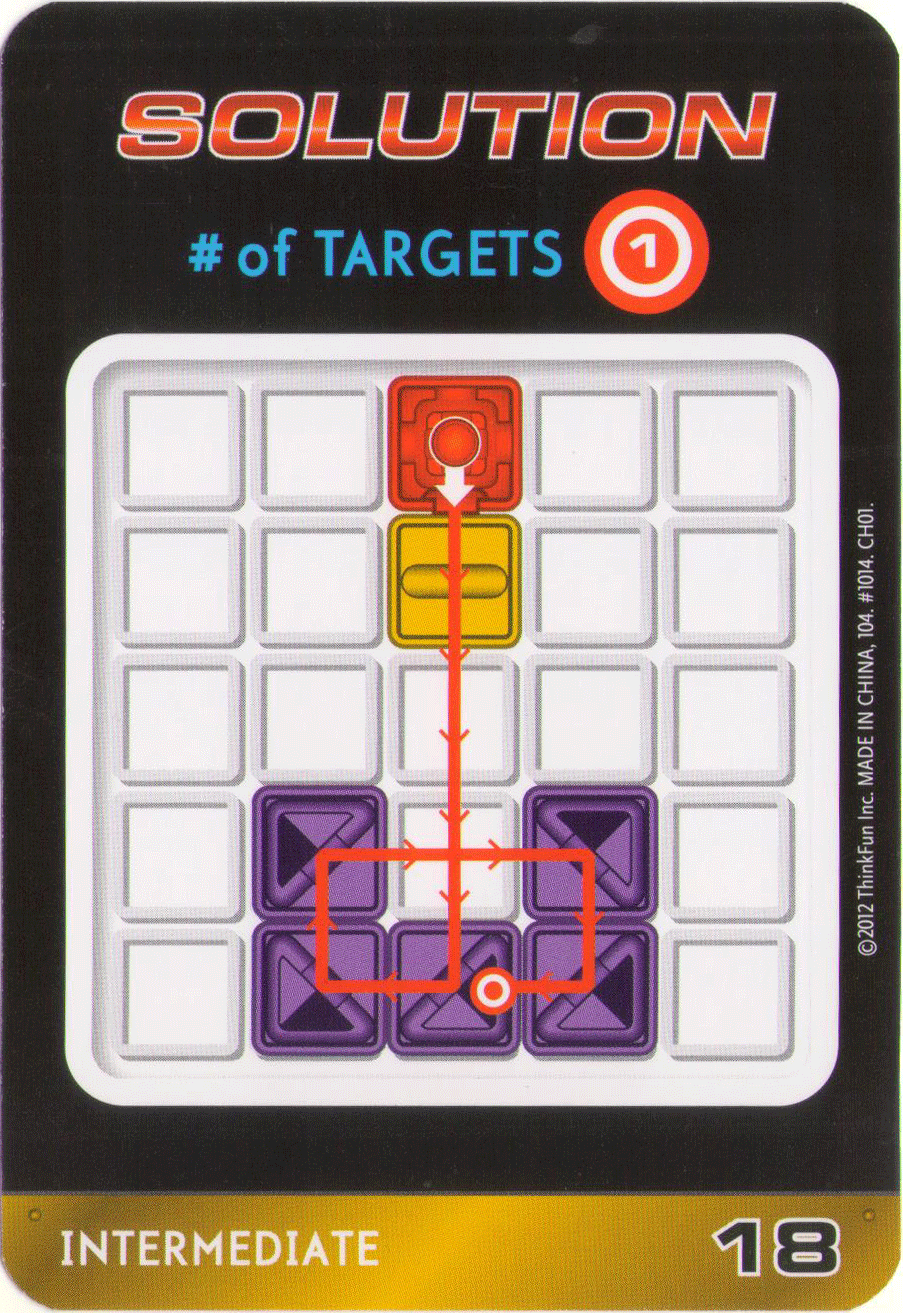 SOLUTION
# of TARGETS 1
©2012 ThinkFun Inc. MADE IN CHINA, 104. #1014. CH01.
INTERMEDIATE
18